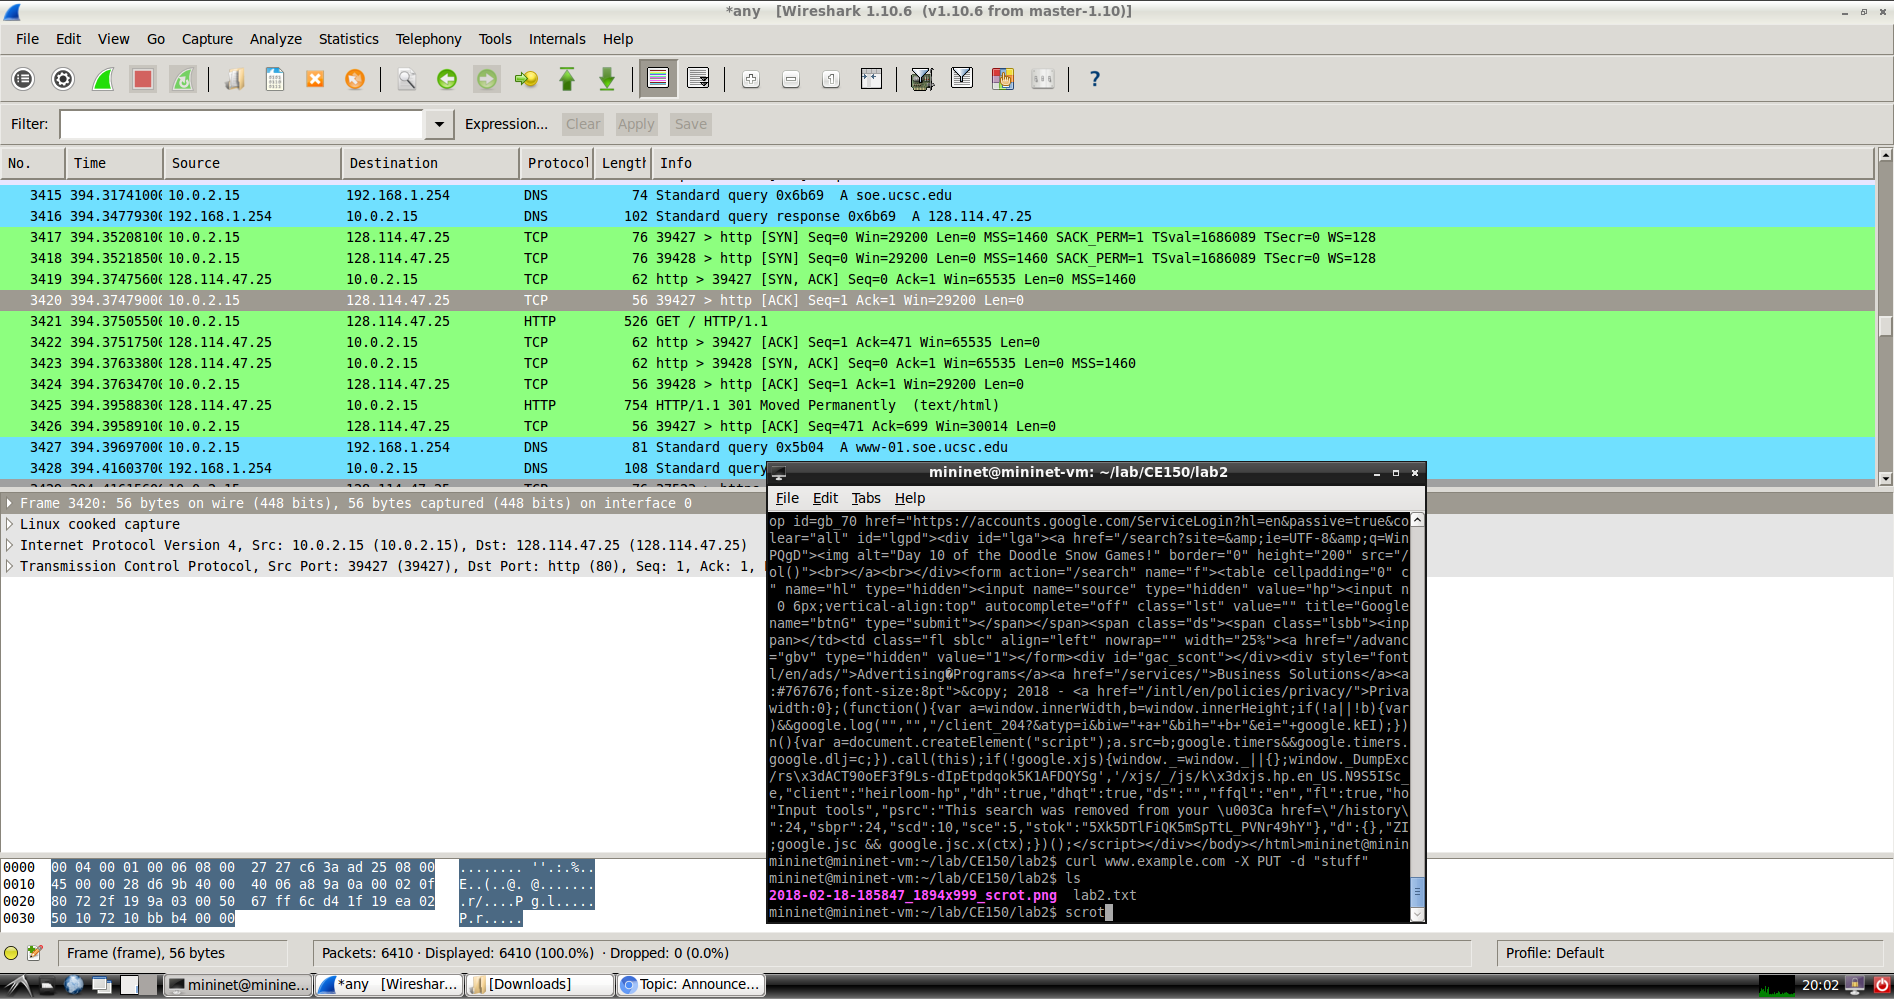 *any   [Wireshark 1.10.6  (v1.10.6 from master-1.10)]
File Edit View Go Capture Analyze Statistics Telephony Tools Internals Help
Filter: Expression... Clear Apply Save
No. Time Source Destination Protocol Length Info
3415 394.31741000 10.0.2.15 192.168.1.254 DNS 74 Standard query 0x6b69  A soe.ucsc.edu
3416 394.34779300 192.168.1.254 10.0.2.15 DNS 102 Standard query response 0x6b69  A 128.114.47.25
3417 394.35208100 10.0.2.15 128.114.47.25 TCP 76 39427 > http [SYN] Seq=0 Win=29200 Len=0 MSS=1460 SACK_PERM=1 TSval=1686089 TSecr=0 WS=128
3418 394.35218500 10.0.2.15 128.114.47.25 TCP 76 39428 > http [SYN] Seq=0 Win=29200 Len=0 MSS=1460 SACK_PERM=1 TSval=1686089 TSecr=0 WS=128
3419 394.37475600 128.114.47.25 10.0.2.15 TCP 62 http > 39427 [SYN, ACK] Seq=0 Ack=1 Win=65535 Len=0 MSS=1460
3420 394.37479000 10.0.2.15 128.114.47.25 TCP 56 39427 > http [ACK] Seq=1 Ack=1 Win=29200 Len=0
3421 394.37505500 10.0.2.15 128.114.47.25 HTTP 526 GET / HTTP/1.1
3422 394.37517500 128.114.47.25 10.0.2.15 TCP 62 http > 39427 [ACK] Seq=1 Ack=471 Win=65535 Len=0
3423 394.37633800 128.114.47.25 10.0.2.15 TCP 62 http > 39428 [SYN, ACK] Seq=0 Ack=1 Win=65535 Len=0 MSS=1460
3424 394.37634700 10.0.2.15 128.114.47.25 TCP 56 39428 > http [ACK] Seq=1 Ack=1 Win=29200 Len=0
3425 394.39588300 128.114.47.25 10.0.2.15 HTTP 754 HTTP/1.1 301 Moved Permanently  (text/html)
3426 394.39589100 10.0.2.15 128.114.47.25 TCP 56 39427 > http [ACK] Seq=471 Ack=699 Win=30014 Len=0
3427 394.39697000 10.0.2.15 192.168.1.254 DNS 81 Standard query 0x5b04  A www-01.soe.ucsc.edu
3428 394.41603700 192.168.1.254 10.0.2.15 DNS 108 Standard query
Frame 3420: 56 bytes on wire (448 bits), 56 bytes captured (448 bits) on interface 0
Linux cooked capture
Internet Protocol Version 4, Src: 10.0.2.15 (10.0.2.15), Dst: 128.114.47.25 (128.114.47.25)
Transmission Control Protocol, Src Port: 39427 (39427), Dst Port: http (80), Seq: 1, Ack: 1,
mininet@mininet-vm: ~/lab/CE150/lab2
File Edit Tabs Help
op id=gb_70 href="https://accounts.google.com/ServiceLogin?hl=en&passive=true&co
lear="all" id="lgpd"><div id="lga"><a href="/search?site=&amp;ie=UTF-8&amp;q=Win
PQgD"><img alt="Day 10 of the Doodle Snow Games!" border="0" height="200" src="/
ol()"><br></a><br></div><form action="/search" name="f"><table cellpadding="0" c
" name="hl" type="hidden"><input name="source" type="hidden" value="hp"><input n
 0 6px;vertical-align:top" autocomplete="off" class="lst" value="" title="Google
name="btnG" type="submit"></span></span><span class="ds"><span class="lsbb"><inp
pan></td><td class="fl sblc" align="left" nowrap="" width="25%"><a href="/advanc
="gbv" type="hidden" value="1"></form><div id="gac_scont"></div><div style="font
l/en/ads/">Advertising�Programs</a><a href="/services/">Business Solutions</a><a
:#767676;font-size:8pt">&copy; 2018 - <a href="/intl/en/policies/privacy/">Priva
width:0};(function(){var a=window.innerWidth,b=window.innerHeight;if(!a||!b){var
)&&google.log("","","/client_204?&atyp=i&biw="+a+"&bih="+b+"&ei="+google.kEI);})
n(){var a=document.createElement("script");a.src=b;google.timers&&google.timers.
google.dlj=c;}).call(this);if(!google.xjs){window._=window._||{};window._DumpExc
/rs\x3dACT90oEF3f9Ls-dIpEtpdqok5K1AFDQYSg','/xjs/_/js/k\x3dxjs.hp.en_US.N9S5ISc_
e,"client":"heirloom-hp","dh":true,"dhqt":true,"ds":"","ffql":"en","fl":true,"ho
"Input tools","psrc":"This search was removed from your \u003Ca href=\"/history\
":24,"sbpr":24,"scd":10,"sce":5,"stok":"5Xk5DTlFiQK5mSpTtL_PVNr49hY"},"d":{},"ZI
;google.jsc && google.jsc.x(ctx);})();</script></div></body></html>mininet@minin
mininet@mininet-vm:~/lab/CE150/lab2$ curl www.example.com -X PUT -d "stuff"
mininet@mininet-vm:~/lab/CE150/lab2$ ls
2018-02-18-185847_1894x999_scrot.png  lab2.txt
mininet@mininet-vm:~/lab/CE150/lab2$ scrot
0000 00 04 00 01 00 06 08 00  27 27 c6 3a ad 25 08 00 ........ ''.:.%..
0010 45 00 00 28 d6 9b 40 00  40 06 a8 9a 0a 00 02 0f E..(..@. @.......
0020 80 72 2f 19 9a 03 00 50  67 ff 6c d4 1f 19 ea 02 .r/....P g.l.....
0030 50 10 72 10 bb b4 00 00 P.r.....
Frame (frame), 56 bytes Packets: 6410 · Displayed: 6410 (100.0%)  · Dropped: 0 (0.0%) Profile: Default
mininet@minine... *any   [Wireshar... [Downloads] Topic: Announce... 20:02